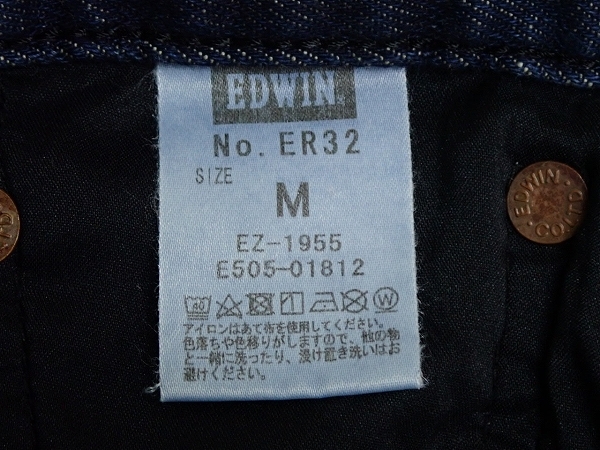 EDWIN
No. ER32
SIZE
M
EZ-1955
E505-01812
40
W
アイロンはあて布を使用してください。
色落ちや色移りがしますので、他の物
と一緒に洗ったり、浸け置き洗いはお
避けください。
EDWIN · CO., LTD